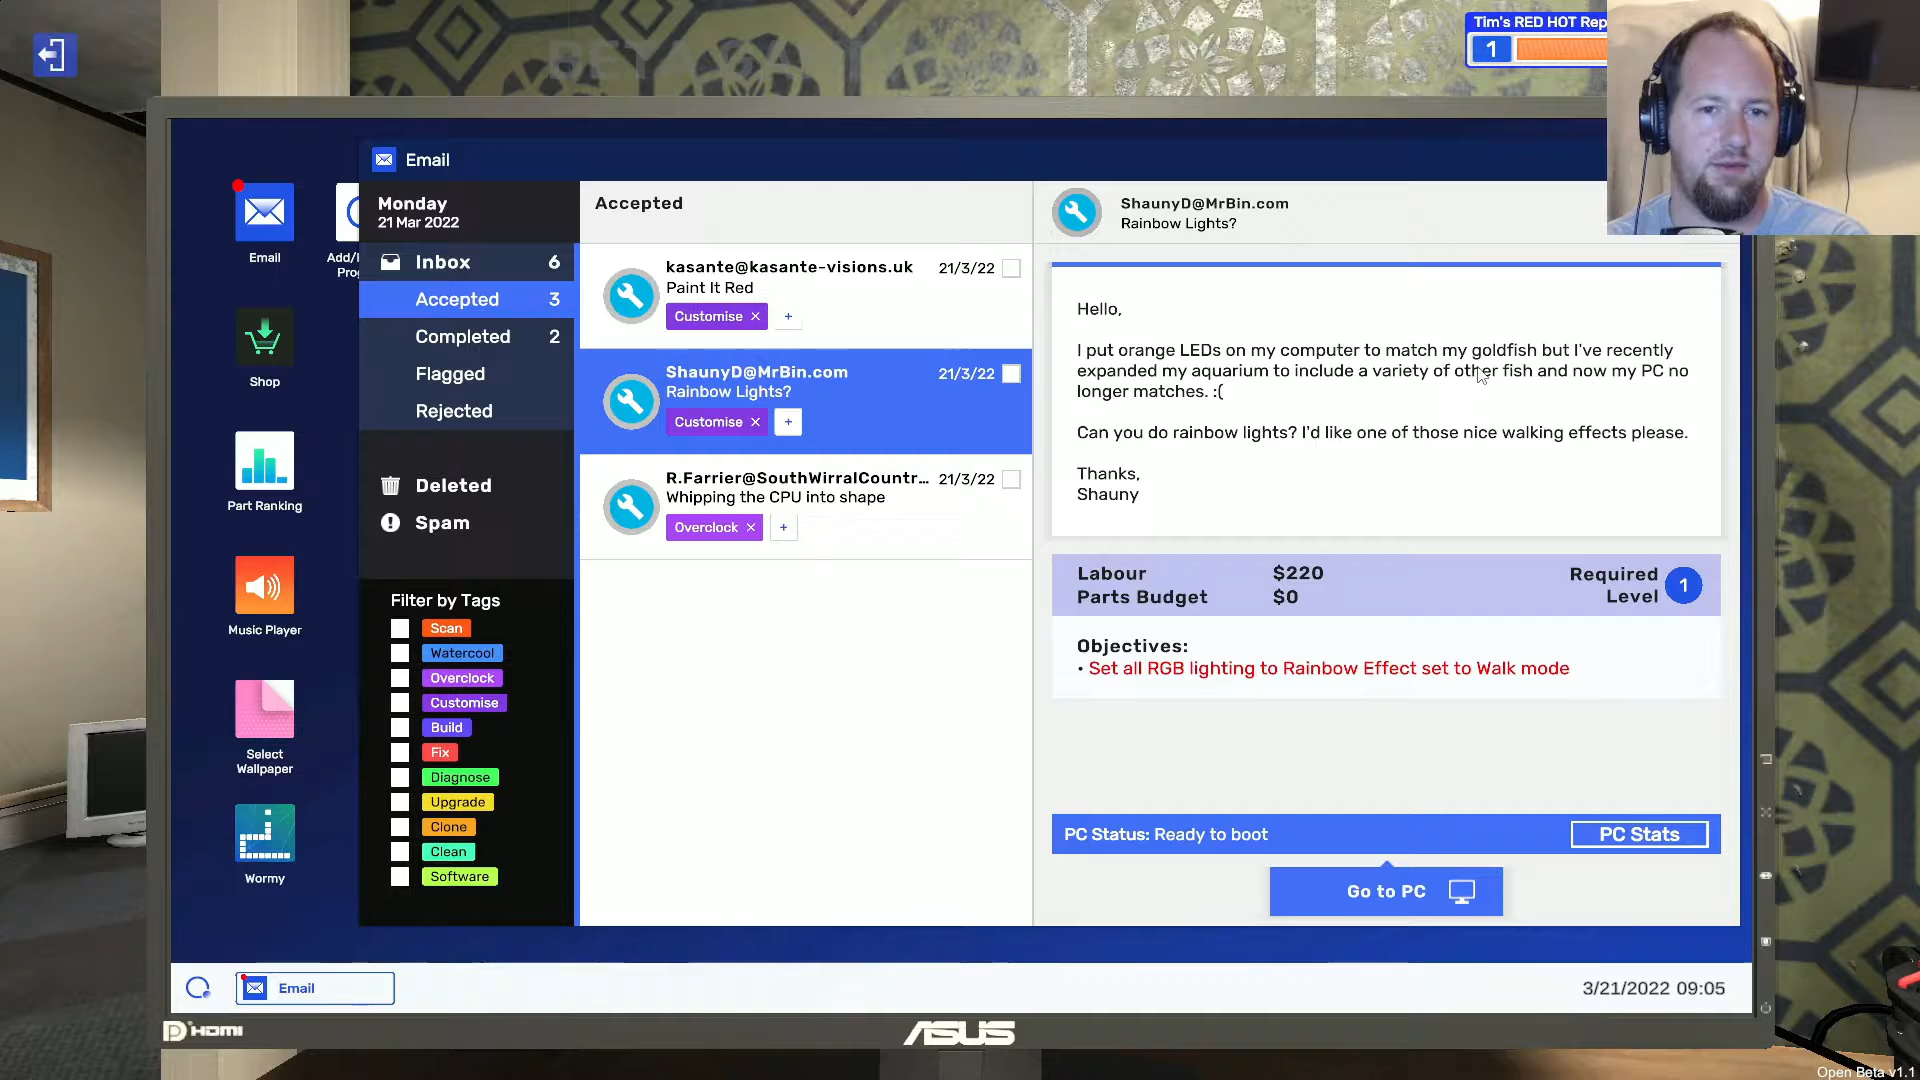 Tim's RED HOT Rep
1
Email
Monday
21 Mar 2022
Inbox 6
Accepted 3
Completed 2
Flagged
Rejected
Deleted
Spam
Filter by Tags
Scan
Watercool
Overclock
Customise
Build
Fix
Diagnose
Upgrade
Clone
Clean
Software
Email
Shop
Part Ranking
Music Player
Select
Wallpaper
Wormy
Accepted
kasante@kasante-visions.uk 21/3/22
Paint It Red
Customise × +
ShaunyD@MrBin.com 21/3/22
Rainbow Lights?
Customise × +
R.Farrier@SouthWirralCountr... 21/3/22
Whipping the CPU into shape
Overclock × +
ShaunyD@MrBin.com
Rainbow Lights?
Hello,
I put orange LEDs on my computer to match my goldfish but I've recently
expanded my aquarium to include a variety of other fish and now my PC no
longer matches. :(
Can you do rainbow lights? I'd like one of those nice walking effects please.
Thanks,
Shauny
Labour $220
Parts Budget $0
Required
Level 1
Objectives:
• Set all RGB lighting to Rainbow Effect set to Walk mode
PC Status: Ready to boot
PC Stats
Go to PC
Email
3/21/2022 09:05
HDMI
ASUS
Open Beta v1.1